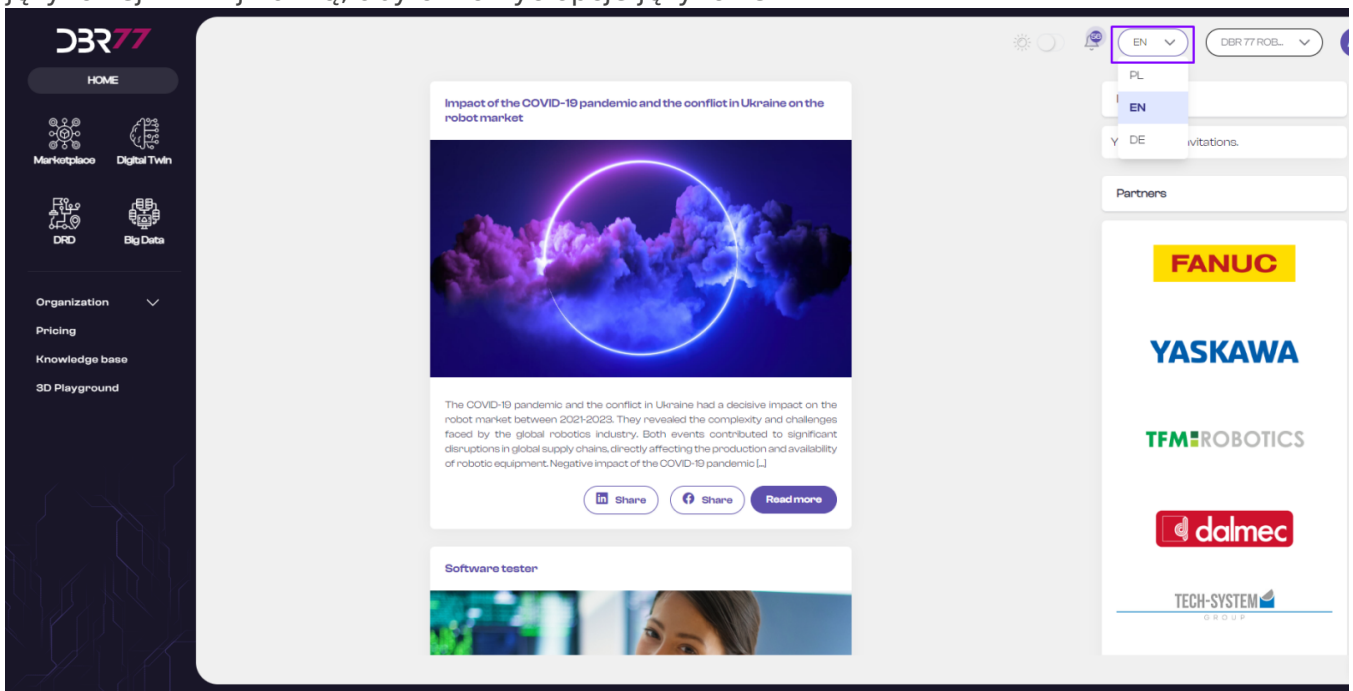 DBR77
HOME
Marketplace
Digital Twin
DRD
Big Data
Organization
Pricing
Knowledge base
3D Playground
58
EN
DBR 77 ROB...
PL
EN
DE
vitations.
Impact of the COVID-19 pandemic and the conflict in Ukraine on the
robot market
The COVID-19 pandemic and the conflict in Ukraine had a decisive impact on the
robot market between 2021-2023. They revealed the complexity and challenges
faced by the global robotics industry. Both events contributed to significant
disruptions in global supply chains, directly affecting the production and availability
of robotic equipment. Negative impact of the COVID-19 pandemic [...]
in Share
Share
Read more
Software tester
Partners
FANUC
YASKAWA
TFM ROBOTICS
d dalmec
TECH-SYSTEM
GROUP